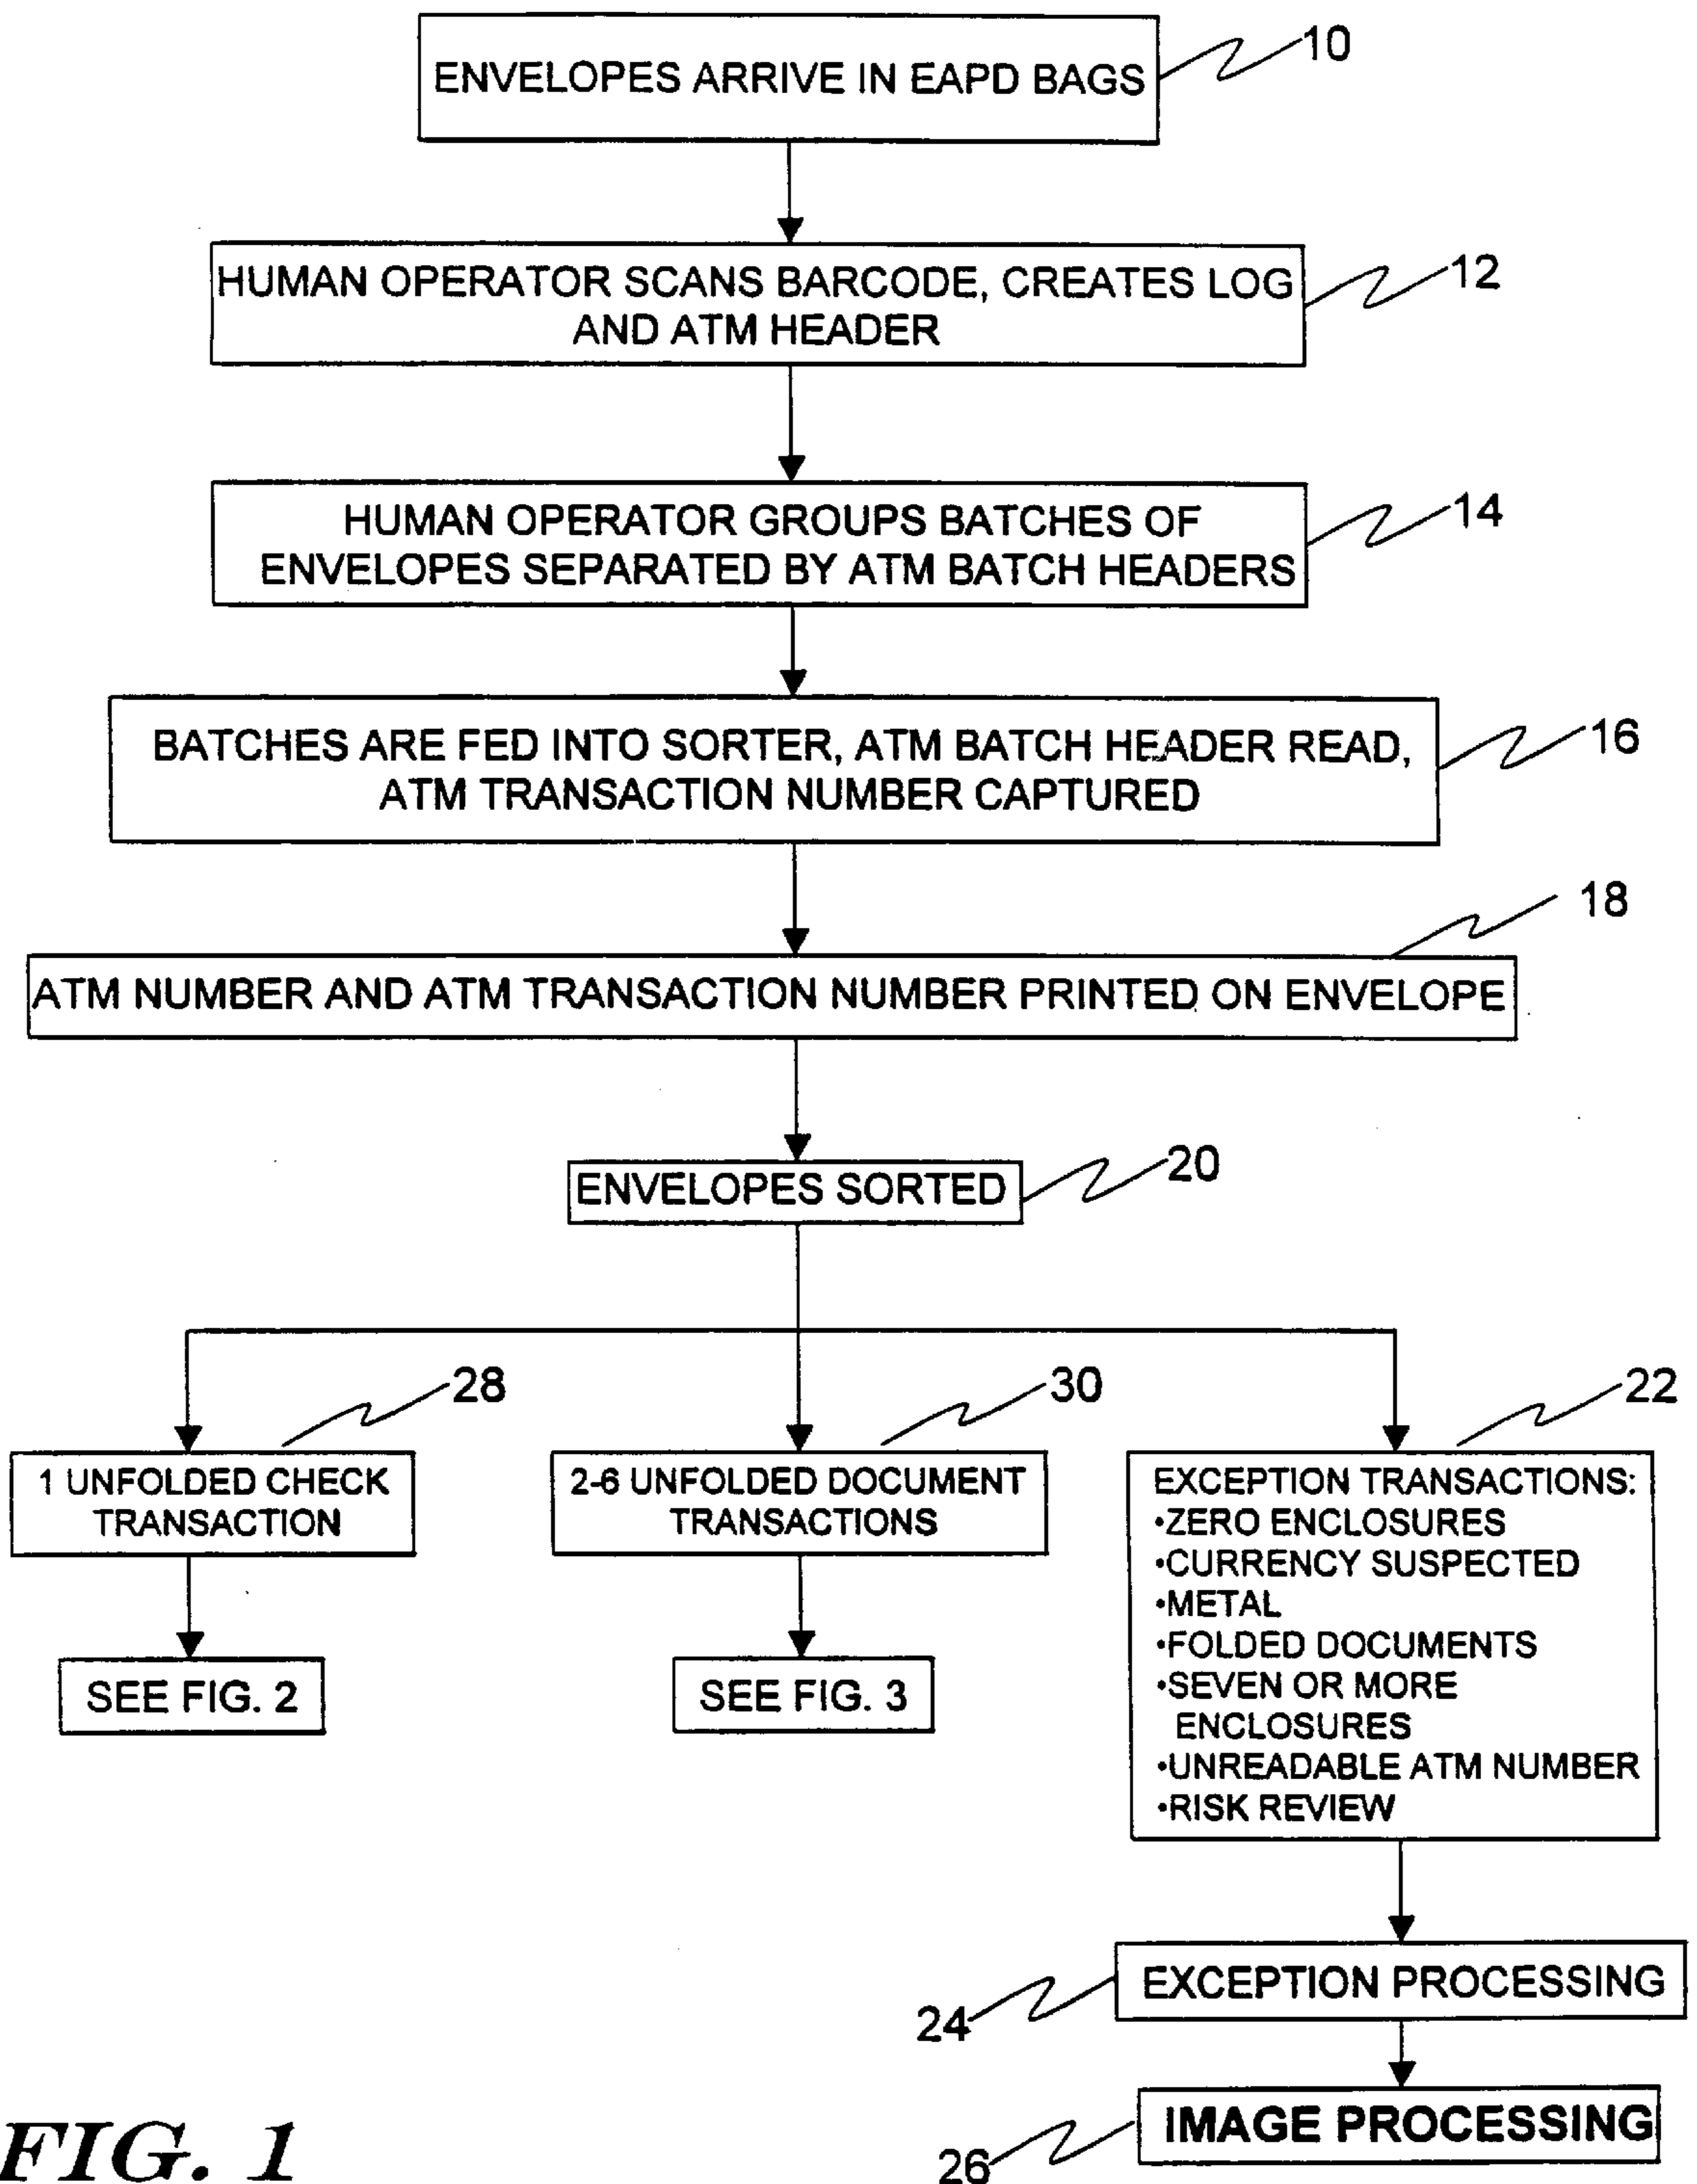 ENVELOPES ARRIVE IN EAPD BAGS
10
HUMAN OPERATOR SCANS BARCODE, CREATES LOG
AND ATM HEADER
12
HUMAN OPERATOR GROUPS BATCHES OF
ENVELOPES SEPARATED BY ATM BATCH HEADERS
14
BATCHES ARE FED INTO SORTER, ATM BATCH HEADER READ,
ATM TRANSACTION NUMBER CAPTURED
16
18
ATM NUMBER AND ATM TRANSACTION NUMBER PRINTED ON ENVELOPE
ENVELOPES SORTED
20
28
1 UNFOLDED CHECK
TRANSACTION
SEE FIG. 2
30
2-6 UNFOLDED DOCUMENT
TRANSACTIONS
SEE FIG. 3
22
EXCEPTION TRANSACTIONS:
•ZERO ENCLOSURES
•CURRENCY SUSPECTED
•METAL
•FOLDED DOCUMENTS
•SEVEN OR MORE
ENCLOSURES
•UNREADABLE ATM NUMBER
•RISK REVIEW
EXCEPTION PROCESSING
24
IMAGE PROCESSING
26
FIG. 1